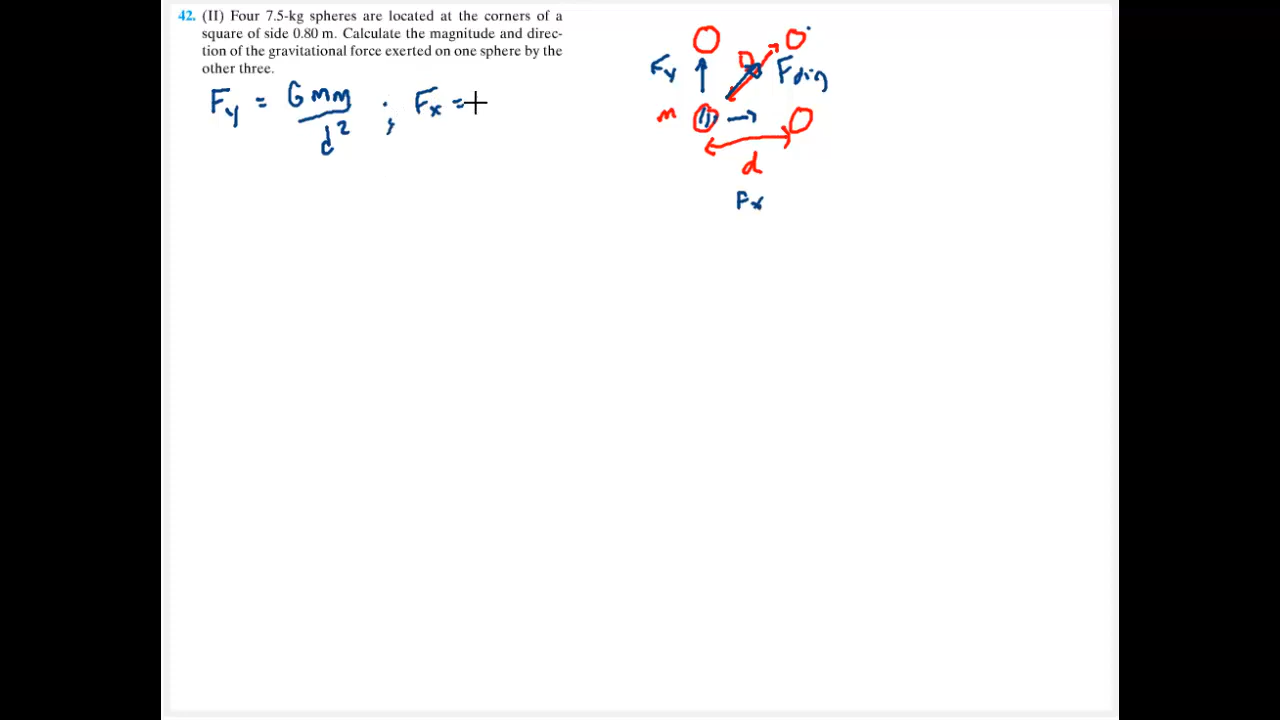 42. (II) Four 7.5-kg spheres are located at the corners of a
square of side 0.80 m. Calculate the magnitude and direc-
tion of the gravitational force exerted on one sphere by the
other three.
Fy = Gmm/d² ; Fx =
Fy
D
Fdig
m
d
Fx